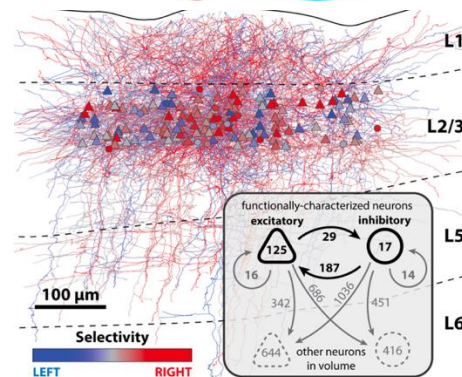 L1
L2/3
functionally-characterized neurons
excitatory inhibitory
29
125 17
187
16 14
342 686 1036 451
644 other neurons in volume 416
L5
L6
100 µm
Selectivity
LEFT RIGHT